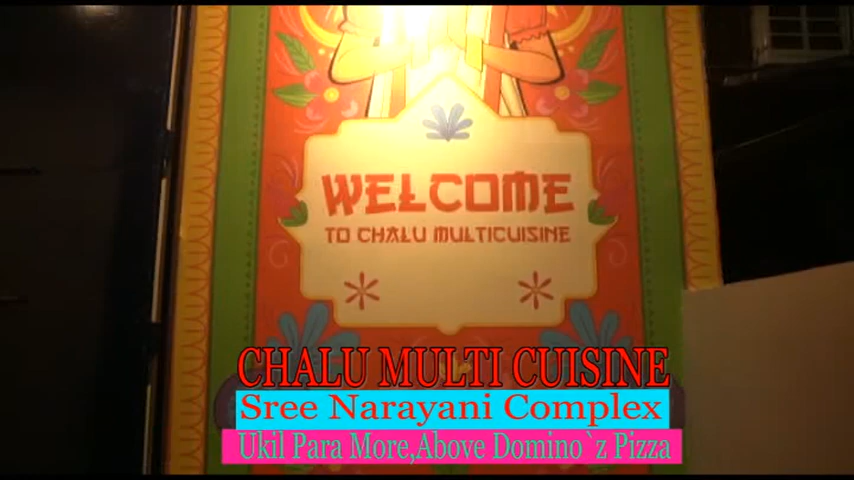 WELCOME
TO CHALU MULTICUISINE
CHALU MULTI CUISINE
Sree Narayani Complex
Ukil Para More,Above Domino`z Pizza